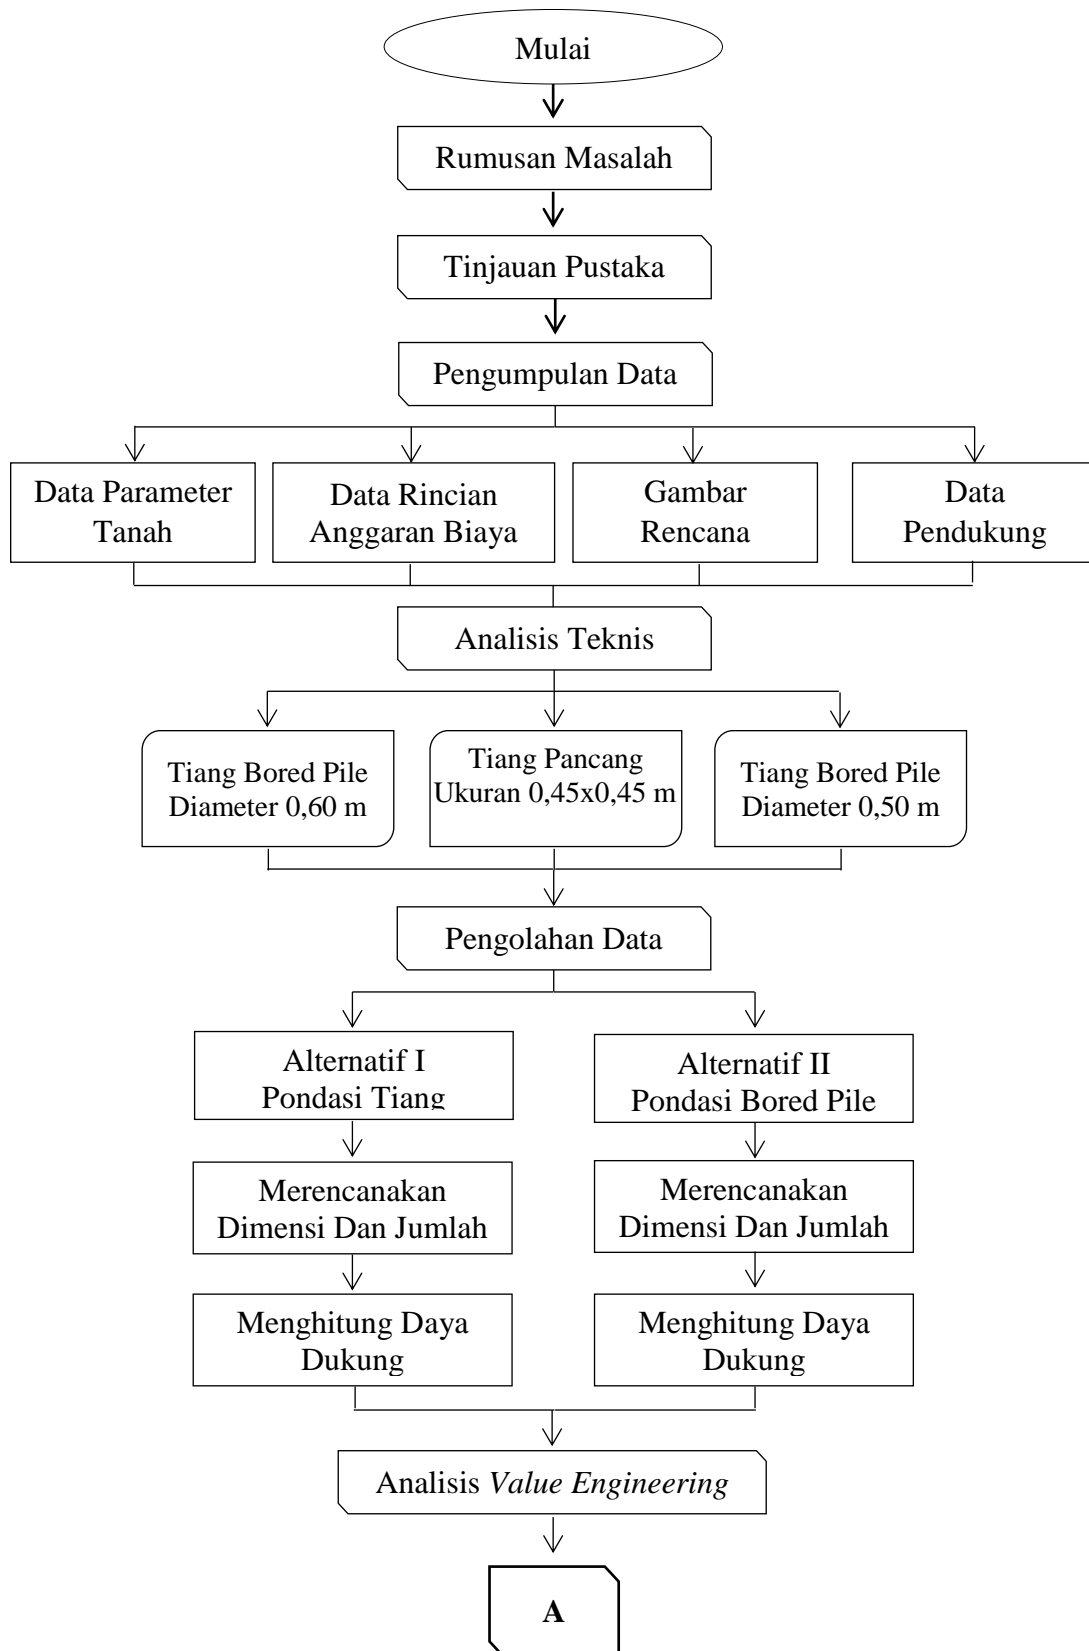 Mulai
Rumusan Masalah
Tinjauan Pustaka
Pengumpulan Data
Data Parameter
Tanah
Data Rincian
Anggaran Biaya
Gambar
Rencana
Data
Pendukung
Analisis Teknis
Tiang Bored Pile
Diameter 0,60 m
Tiang Pancang
Ukuran 0,45x0,45 m
Tiang Bored Pile
Diameter 0,50 m
Pengolahan Data
Alternatif I
Pondasi Tiang
Alternatif II
Pondasi Bored Pile
Merencanakan
Dimensi Dan Jumlah
Merencanakan
Dimensi Dan Jumlah
Menghitung Daya
Dukung
Menghitung Daya
Dukung
Analisis Value Engineering
A